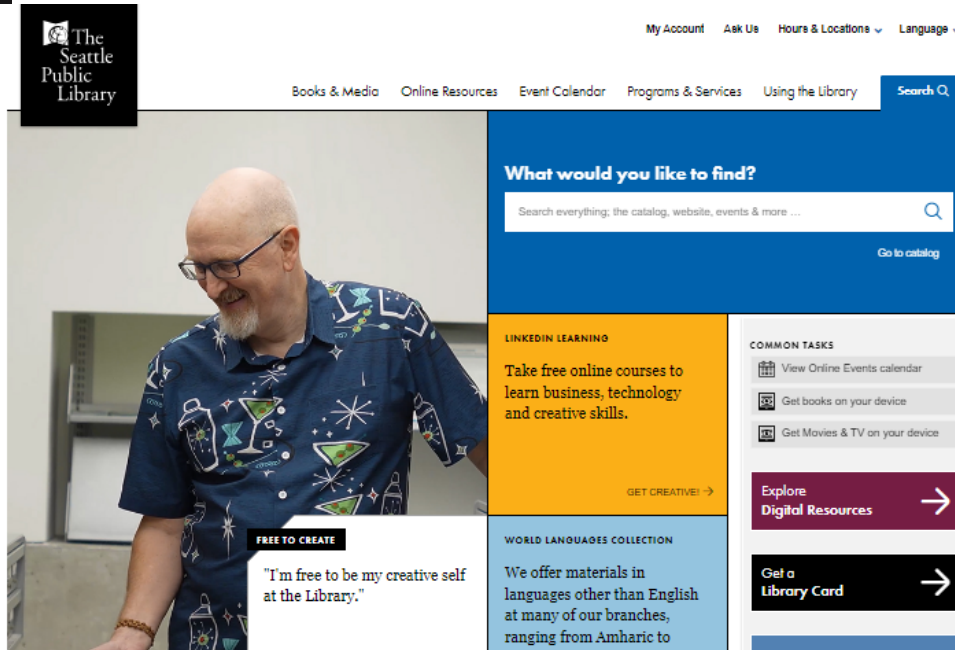 The
Seattle
Public
Library
My Account Ask Us Hours & Locations Language
Books & Media Online Resources Event Calendar Programs & Services Using the Library Search
What would you like to find?
Search everything; the catalog, website, events & more ...
Go to catalog
LINKEDIN LEARNING
Take free online courses to
learn business, technology
and creative skills.
GET CREATIVE! →
COMMON TASKS
View Online Events calendar
Get books on your device
Get Movies & TV on your device
Explore
Digital Resources
Get a
Library Card
FREE TO CREATE
"I'm free to be my creative self
at the Library."
WORLD LANGUAGES COLLECTION
We offer materials in
languages other than English
at many of our branches,
ranging from Amharic to